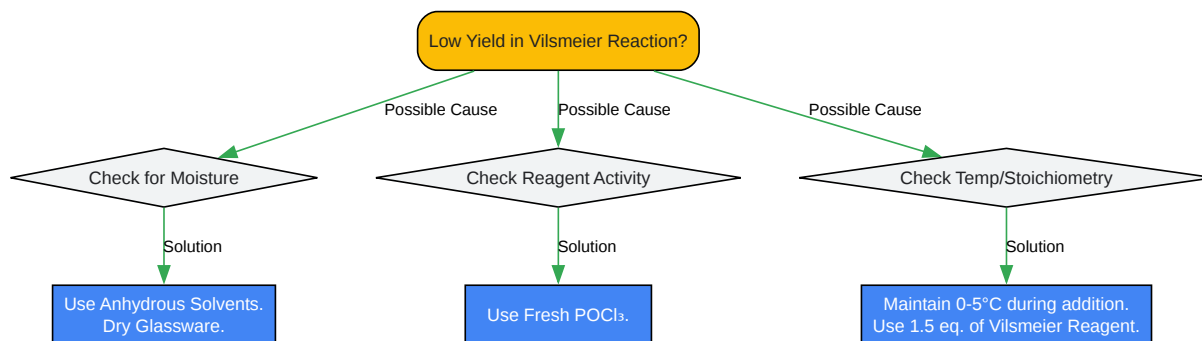 Low Yield in Vilsmeier Reaction?
Possible Cause
Possible Cause
Possible Cause
Check for Moisture
Check Reagent Activity
Check Temp/Stoichiometry
Solution
Solution
Solution
Use Anhydrous Solvents.
Dry Glassware.
Use Fresh POCl₃.
Maintain 0-5°C during addition.
Use 1.5 eq. of Vilsmeier Reagent.